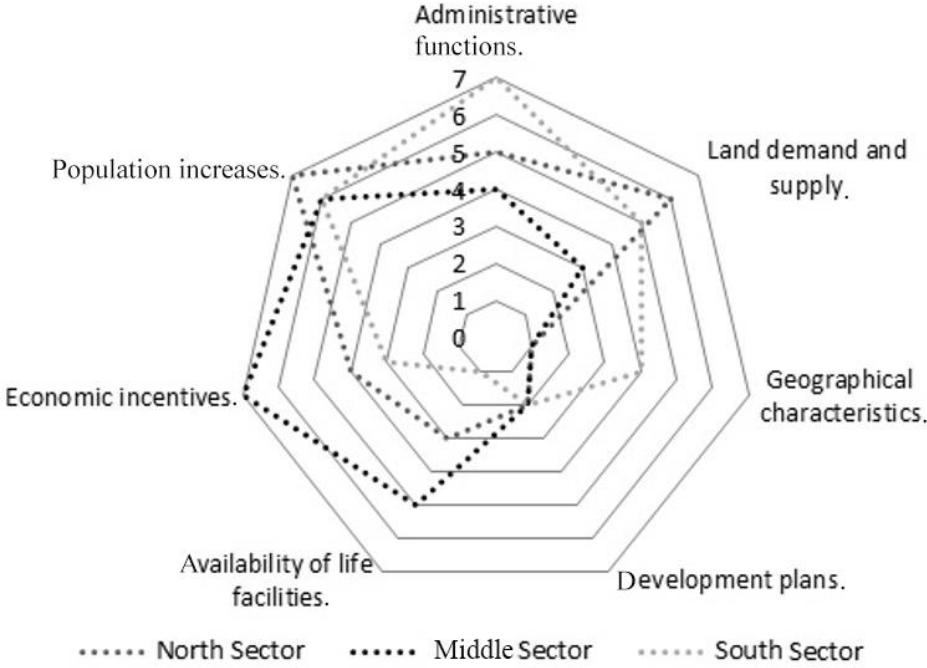 Administrative
functions.
7
6
5
4
3
2
1
0
Population increases.
Land demand and
supply.
Economic incentives.
Geographical
characteristics.
Availability of life
facilities.
Development plans.
North Sector
Middle Sector
South Sector